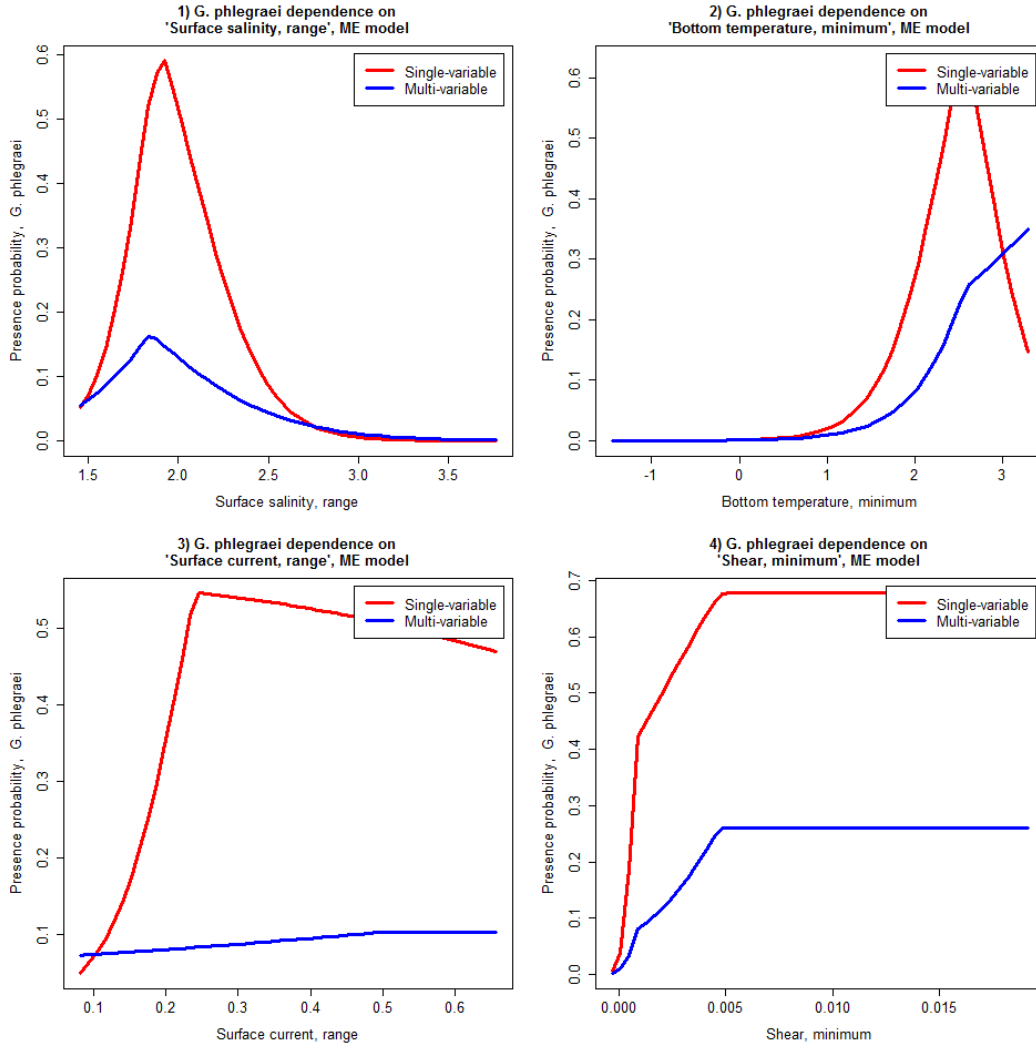 1) G. phlegraei dependence on
'Surface salinity, range', ME model
Single-variable
Multi-variable
0.6
0.5
0.4
0.3
0.2
0.1
0.0
Presence probability, G. phlegraei
1.5 2.0 2.5 3.0 3.5
Surface salinity, range
2) G. phlegraei dependence on
'Bottom temperature, minimum', ME model
Single-variable
Multi-variable
0.6
0.5
0.4
0.3
0.2
0.1
0.0
Presence probability, G. phlegraei
-1 0 1 2 3
Bottom temperature, minimum
3) G. phlegraei dependence on
'Surface current, range', ME model
Single-variable
Multi-variable
0.5
0.4
0.3
0.2
0.1
Presence probability, G. phlegraei
0.1 0.2 0.3 0.4 0.5 0.6
Surface current, range
4) G. phlegraei dependence on
'Shear, minimum', ME model
Single-variable
Multi-variable
0.7
0.6
0.5
0.4
0.3
0.2
0.1
0.0
Presence probability, G. phlegraei
0.000 0.005 0.010 0.015
Shear, minimum